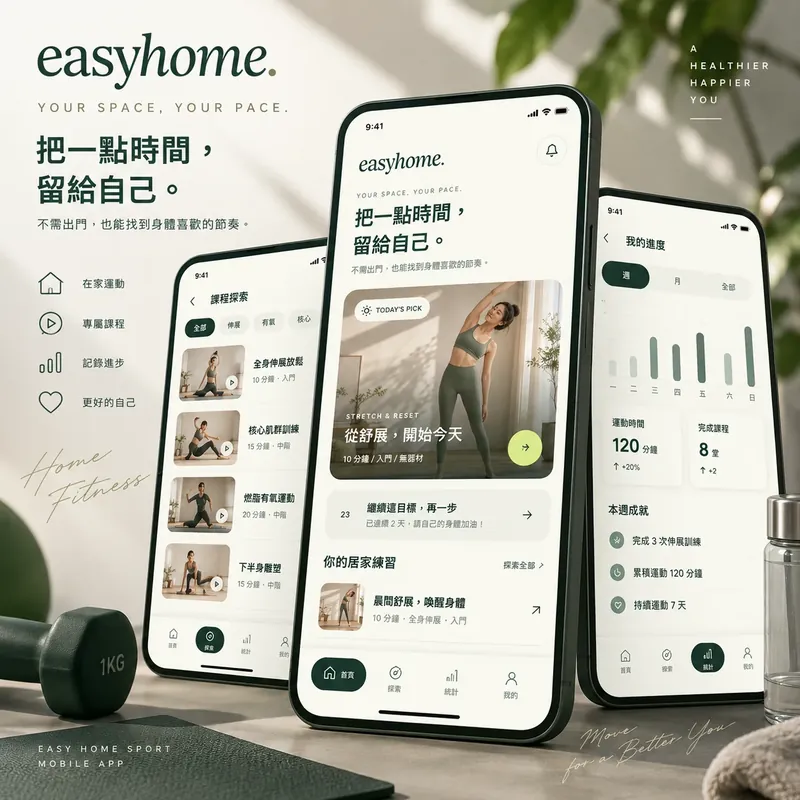 easyhome.
YOUR SPACE, YOUR PACE.
把一點時間，
留給自己。
不需出門，也能找到身體喜歡的節奏。
在家運動
專屬課程
記錄進步
更好的自己
Home
Fitness
A
HEALTHIER
HAPPIER
YOU
9:41
課程探索
全部
伸展
有氧
核心
全身伸展放鬆
10 分鐘・入門
核心肌群訓練
15 分鐘・中階
燃脂有氧運動
20 分鐘・中階
下半身雕塑
15 分鐘・中階
首頁
探索
統計
我的
9:41
easyhome.
YOUR SPACE, YOUR PACE.
把一點時間，
留給自己。
不需出門，也能找到身體喜歡的節奏。
TODAY'S PICK
STRETCH & RESET
從舒展，開始今天
10 分鐘 / 入門 / 無器材
23
繼續這目標，再一步
已連續 2 天，請自己的身體加油！
你的居家練習
探索全部
晨間舒展，喚醒身體
10 分鐘・全身伸展・入門
首頁
探索
統計
我的
9:41
我的進度
週
月
全部
一 二 三 四 五 六 日
運動時間
120 分鐘
↑ +20%
完成課程
8 堂
↑ +2
本週成就
完成 3 次伸展訓練
累積運動 120 分鐘
持續運動 7 天
首頁
探索
統計
我的
1KG
EASY HOME SPORT
MOBILE APP
Move
for a Better You